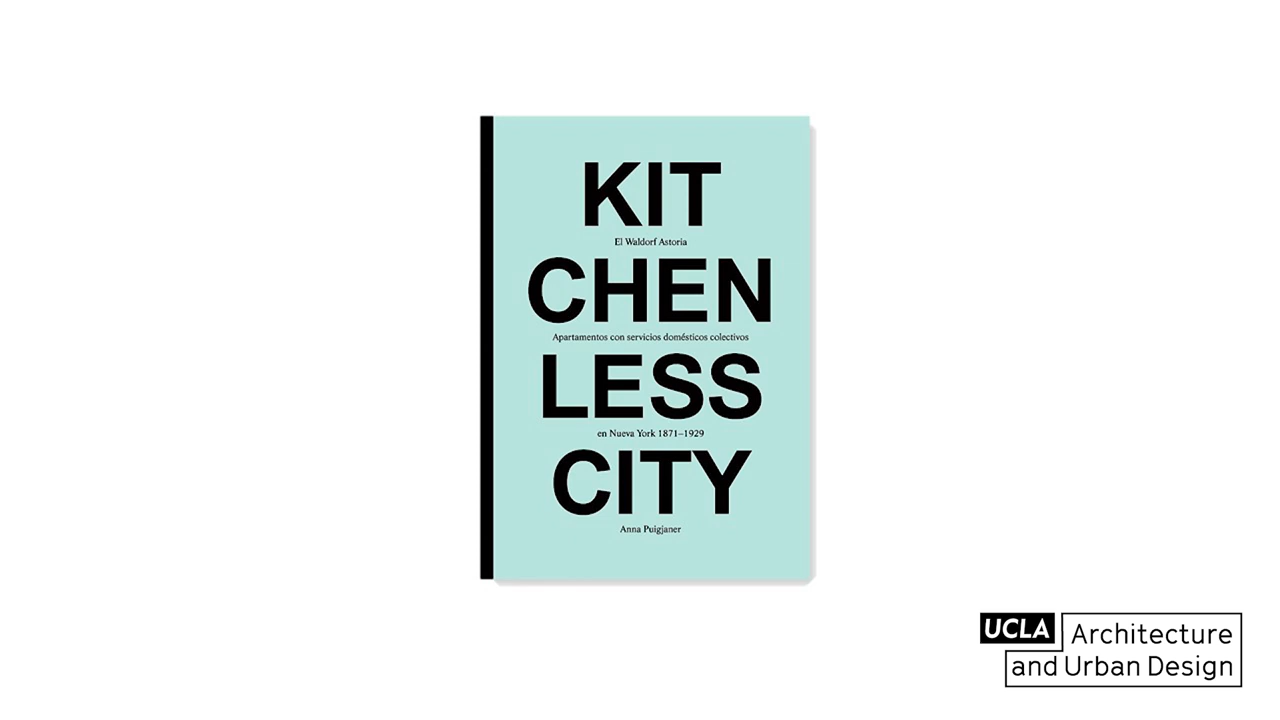 KIT
El Waldorf Astoria
CHEN
Apartamentos con servicios domésticos colectivos
LESS
en Nueva York 1871–1929
CITY
Anna Puigjaner
UCLA Architecture
and Urban Design